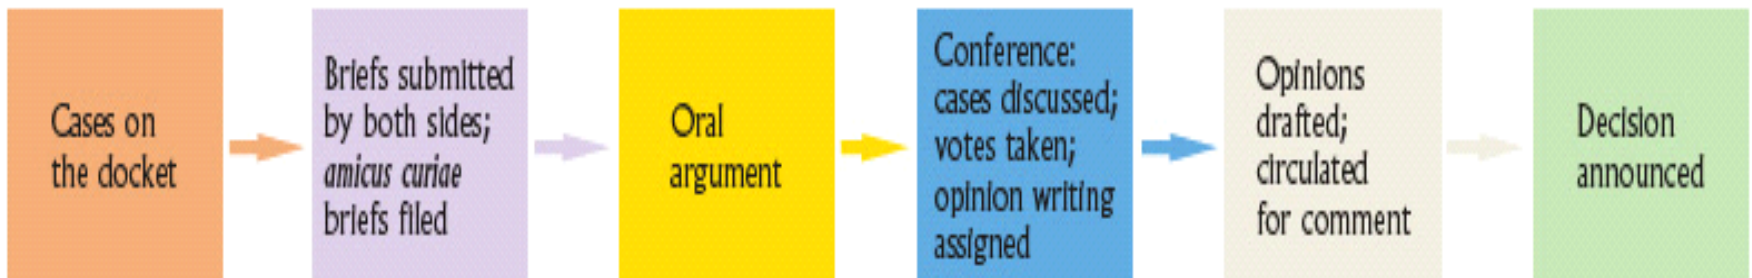 Cases on
the docket
Briefs submitted
by both sides;
amicus curiae
briefs filed
Oral
argument
Conference:
cases discussed;
votes taken;
opinion writing
assigned
Opinions
drafted;
circulated
for comment
Decision
announced